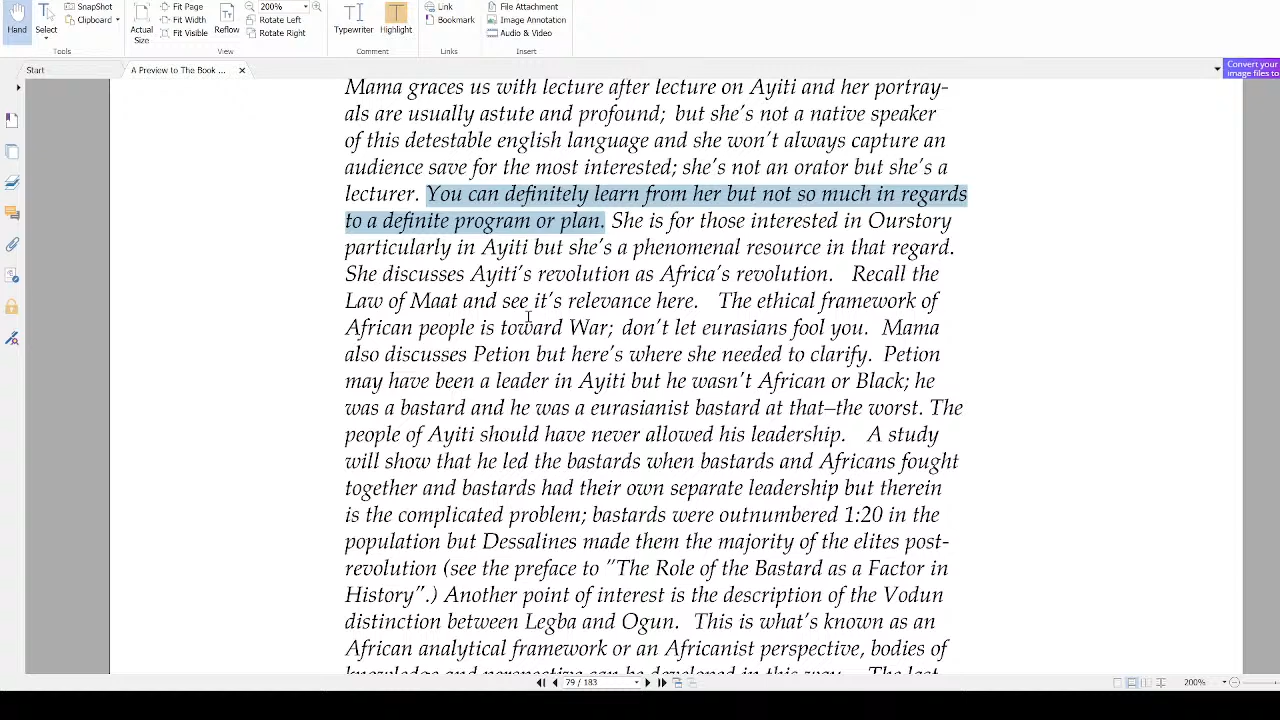 Hand
Select
SnapShot
Clipboard
Tools
Actual Size
Fit Page
Fit Width
Fit Visible
Reflow
200%
Rotate Left
Rotate Right
View
Typewriter
Highlight
Comment
Link
Bookmark
Links
File Attachment
Image Annotation
Audio & Video
Insert
Start
A Preview to The Book ...
Convert your
image files to
Mama graces us with lecture after lecture on Ayiti and her portray-
als are usually astute and profound; but she's not a native speaker
of this detestable english language and she won't always capture an
audience save for the most interested; she's not an orator but she's a
lecturer. You can definitely learn from her but not so much in regards
to a definite program or plan. She is for those interested in Ourstory
particularly in Ayiti but she's a phenomenal resource in that regard.
She discusses Ayiti's revolution as Africa's revolution. Recall the
Law of Maat and see it's relevance here. The ethical framework of
African people is toward War; don't let eurasians fool you. Mama
also discusses Petion but here's where she needed to clarify. Petion
may have been a leader in Ayiti but he wasn't African or Black; he
was a bastard and he was a eurasianist bastard at that–the worst. The
people of Ayiti should have never allowed his leadership. A study
will show that he led the bastards when bastards and Africans fought
together and bastards had their own separate leadership but therein
is the complicated problem; bastards were outnumbered 1:20 in the
population but Dessalines made them the majority of the elites post-
revolution (see the preface to "The Role of the Bastard as a Factor in
History".) Another point of interest is the description of the Vodun
distinction between Legba and Ogun. This is what's known as an
African analytical framework or an Africanist perspective, bodies of
knowledge and perspective can be developed in this way. The last
79 / 183
200%